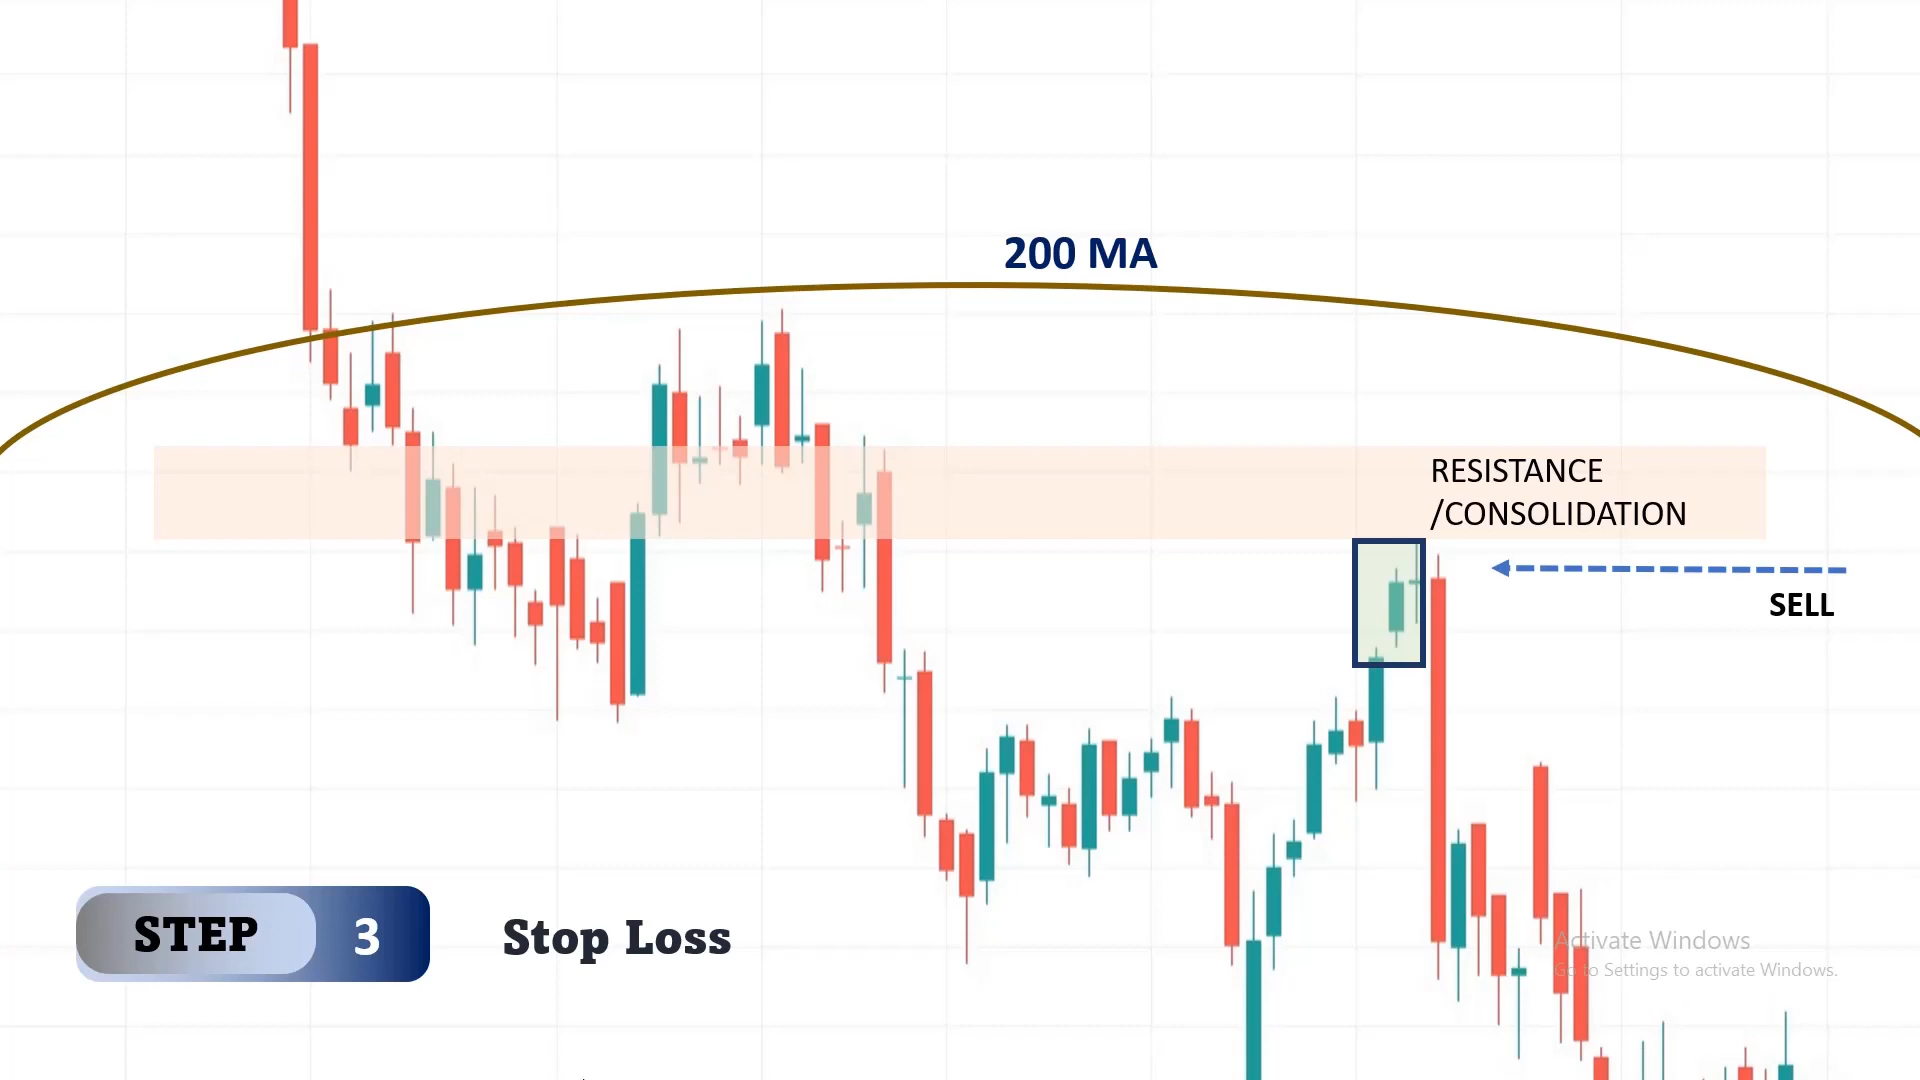 200 MA
RESISTANCE
/CONSOLIDATION
SELL
STEP 3
Stop Loss
Activate Windows
Go to Settings to activate Windows.